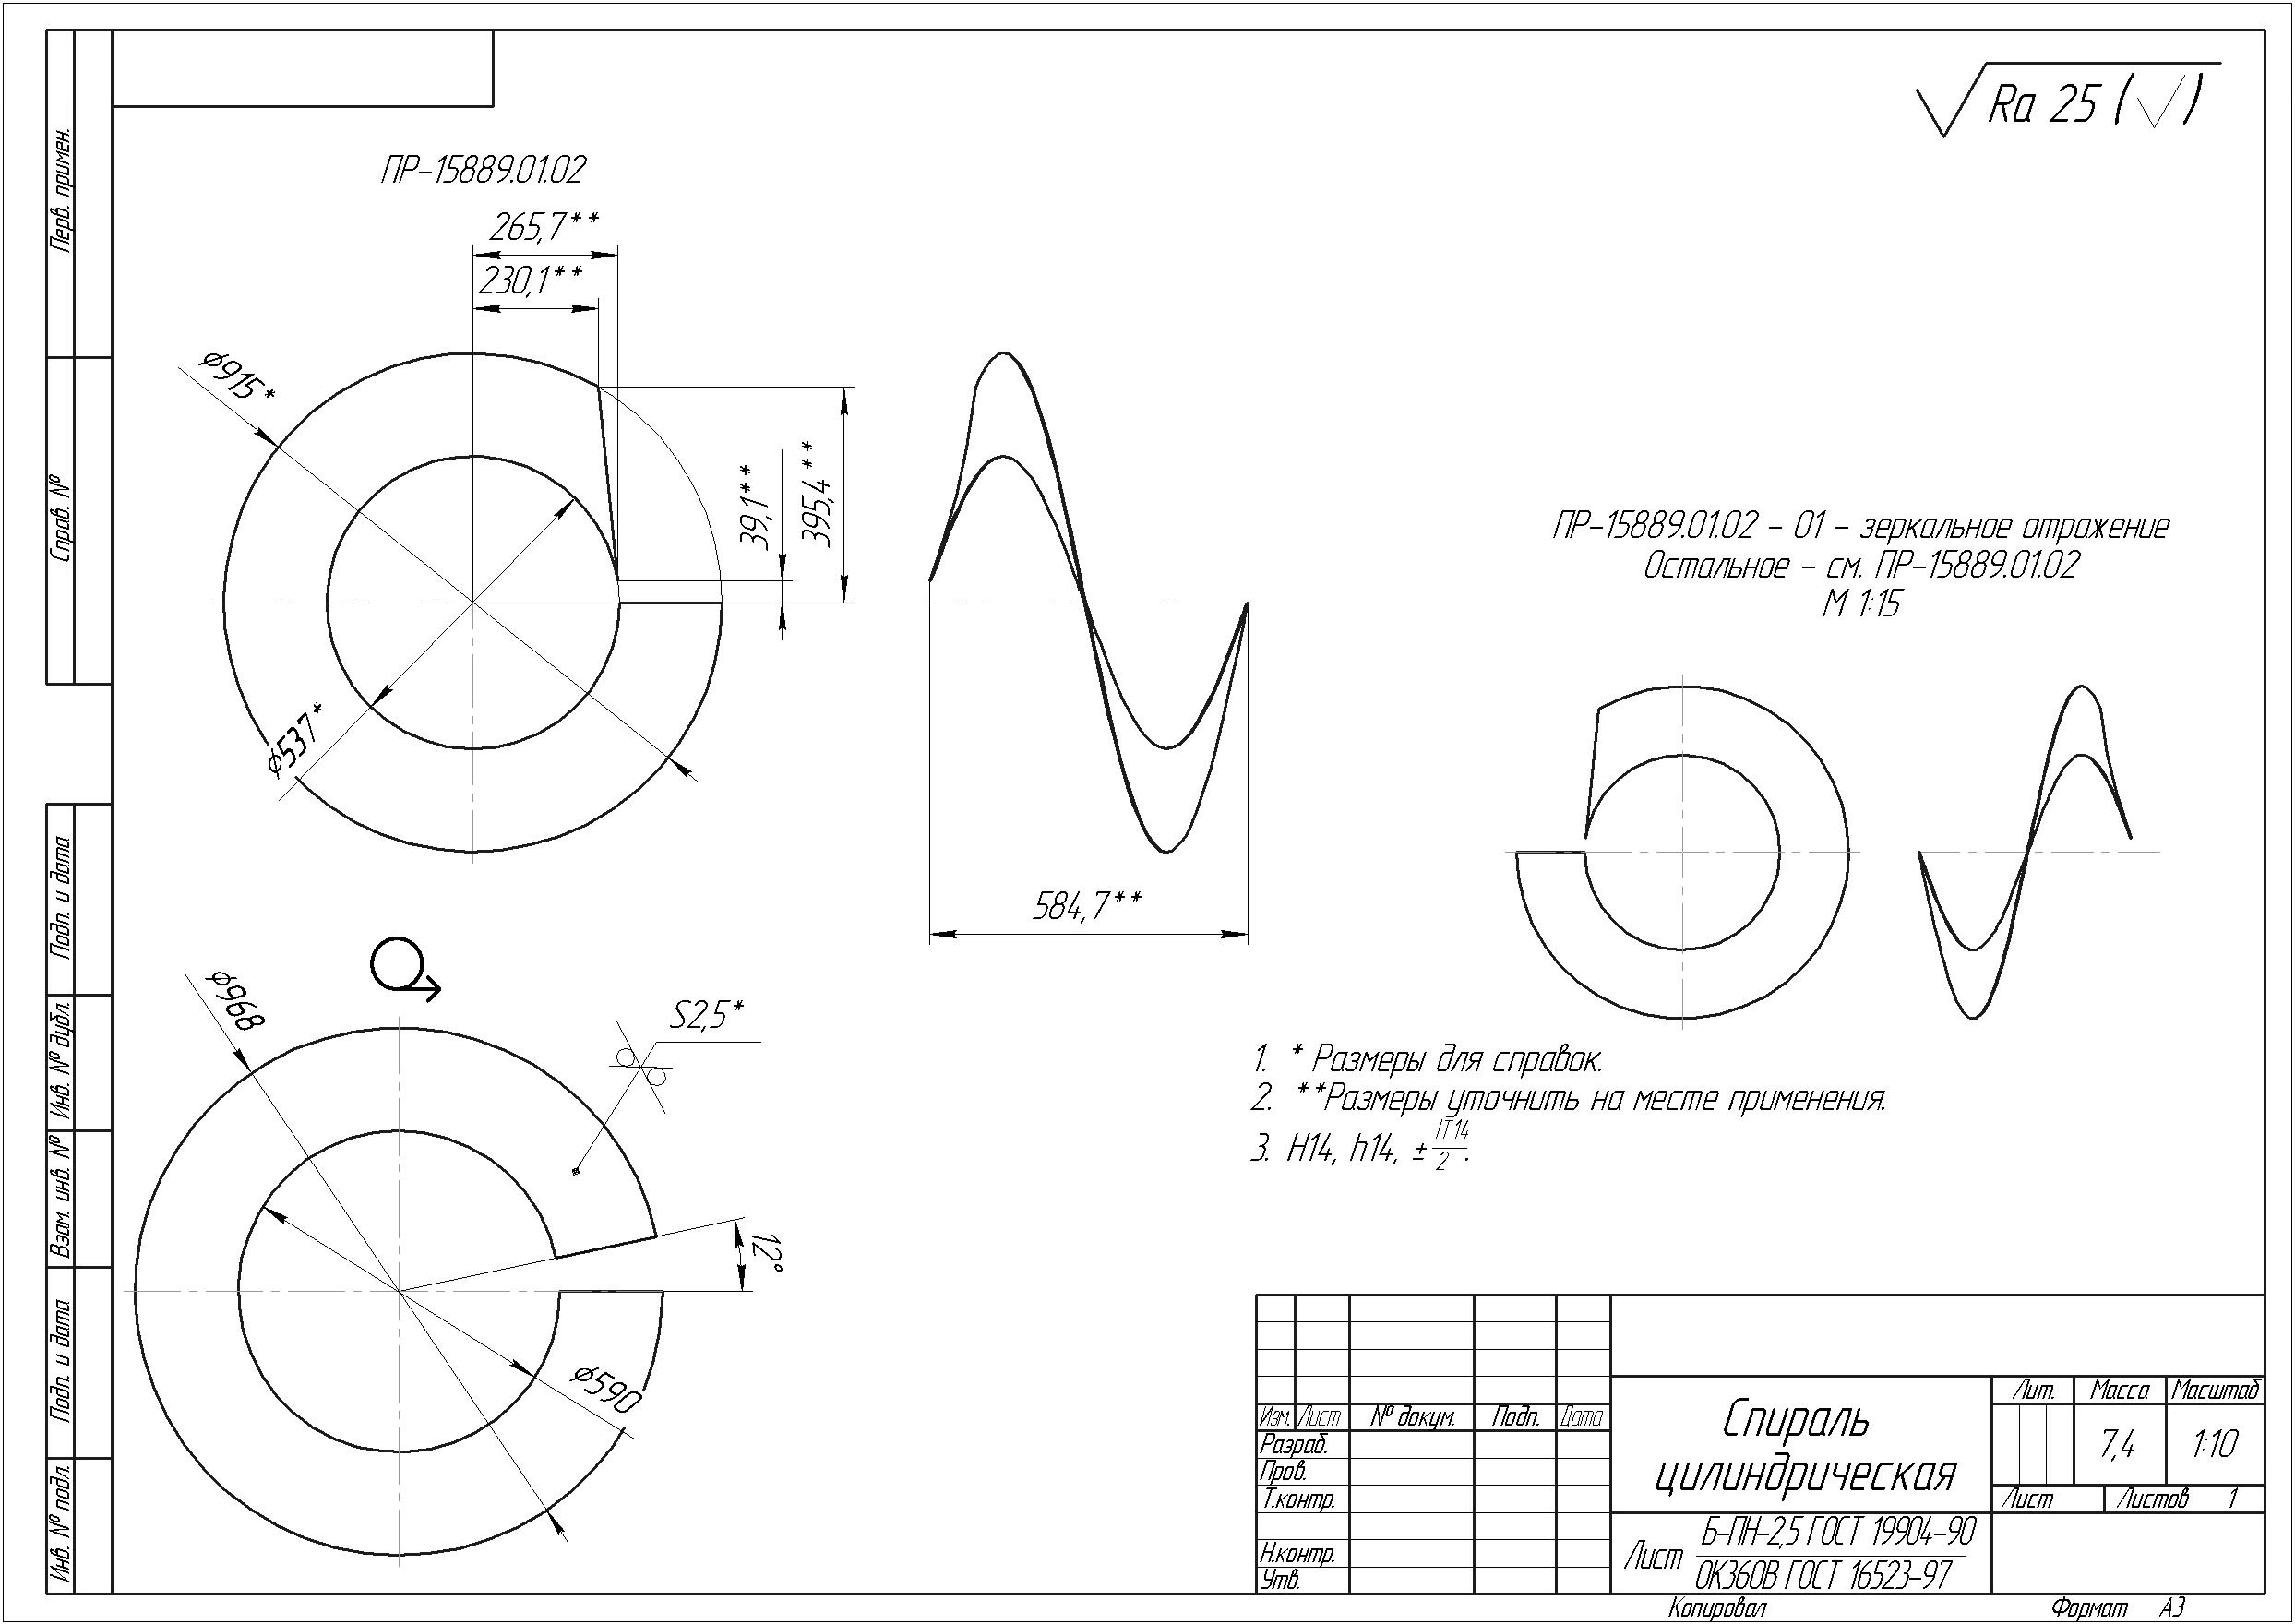 Ra 25 (√)
ПР-15889.01.02
265,7**
230,1**
⌀915*
⌀537*
39,1**
395,4**
584,7**
ПР-15889.01.02 - 01 - зеркальное отражение
Остальное - см. ПР-15889.01.02
М 1:15
⌀968
S2,5*
12°
⌀590
1. * Размеры для справок.
2. **Размеры уточнить на месте применения.
3. H14, h14, ± IT14/2.
Перв. примен.
Справ. №
Подп. и дата
Инв. № дубл.
Взам. инв. №
Подп. и дата
Инв. № подл.
Изм. Лист № докум. Подп. Дата
Разраб.
Пров.
Т.контр.
Н.контр.
Утв.
Спираль
цилиндрическая
Лит. Масса Масштаб
7,4 1:10
Лист Листов 1
Лист Б-ПН-2,5 ГОСТ 19904-90
ОК360В ГОСТ 16523-97
Копировал Формат А3